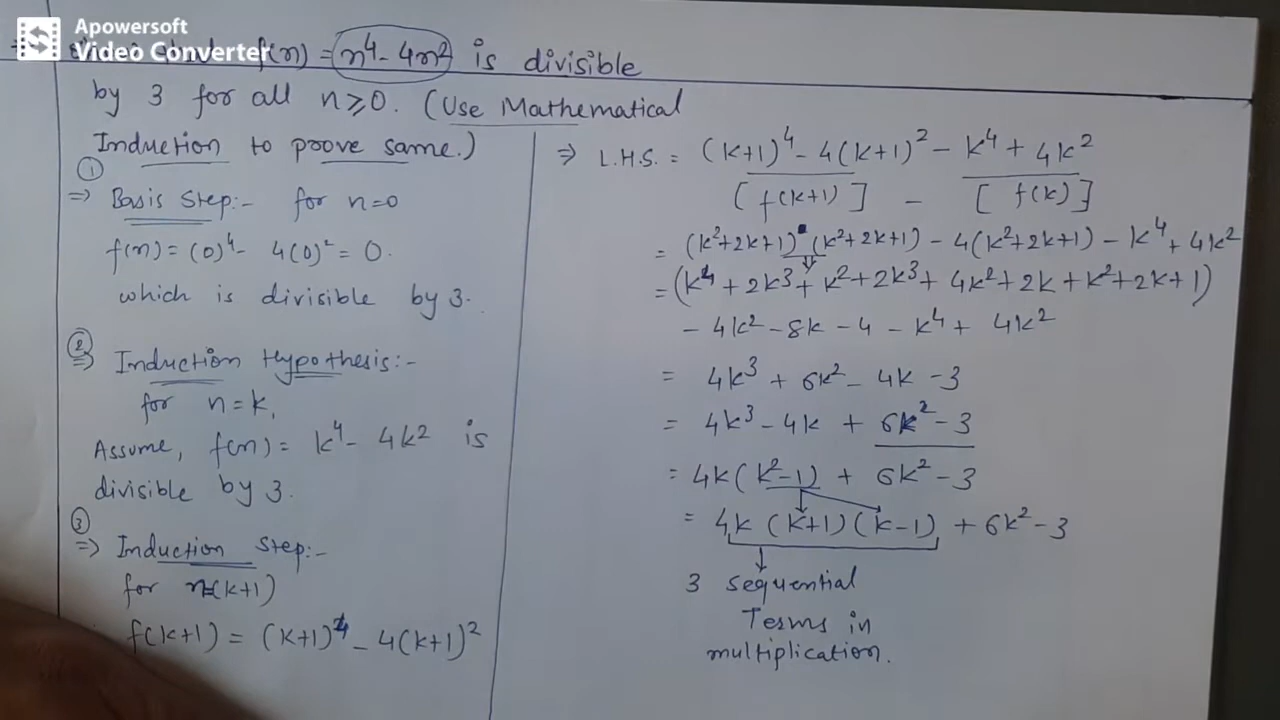 Apowersoft
Video Converter
f(n) = n⁴ - 4n² is divisible
by 3 for all n ≥ 0. (Use Mathematical
Induction to proove same.)
①
⇒ Basis Step:- for n=0
f(n) = (0)⁴ - 4(0)² = 0.
which is divisible by 3.
②
⇒ Induction Hypothesis:-
for n=k,
Assume, f(n) = k⁴ - 4k² is
divisible by 3.
③
⇒ Induction Step:-
for n=(k+1)
f(k+1) = (k+1)⁴ - 4(k+1)²
⇒ L.H.S. = (k+1)⁴ - 4(k+1)² - k⁴ + 4k²
[f(k+1)] - [f(k)]
= (k²+2k+1) (k²+2k+1) - 4(k²+2k+1) - k⁴ + 4k²
= (k⁴ + 2k³ + k² + 2k³ + 4k² + 2k + k² + 2k + 1)
- 4k² - 8k - 4 - k⁴ + 4k²
= 4k³ + 6k² - 4k - 3
= 4k³ - 4k + 6k² - 3
= 4k(k²-1) + 6k² - 3
= 4k (k+1)(k-1) + 6k² - 3
3 sequential
Terms in
multiplication.